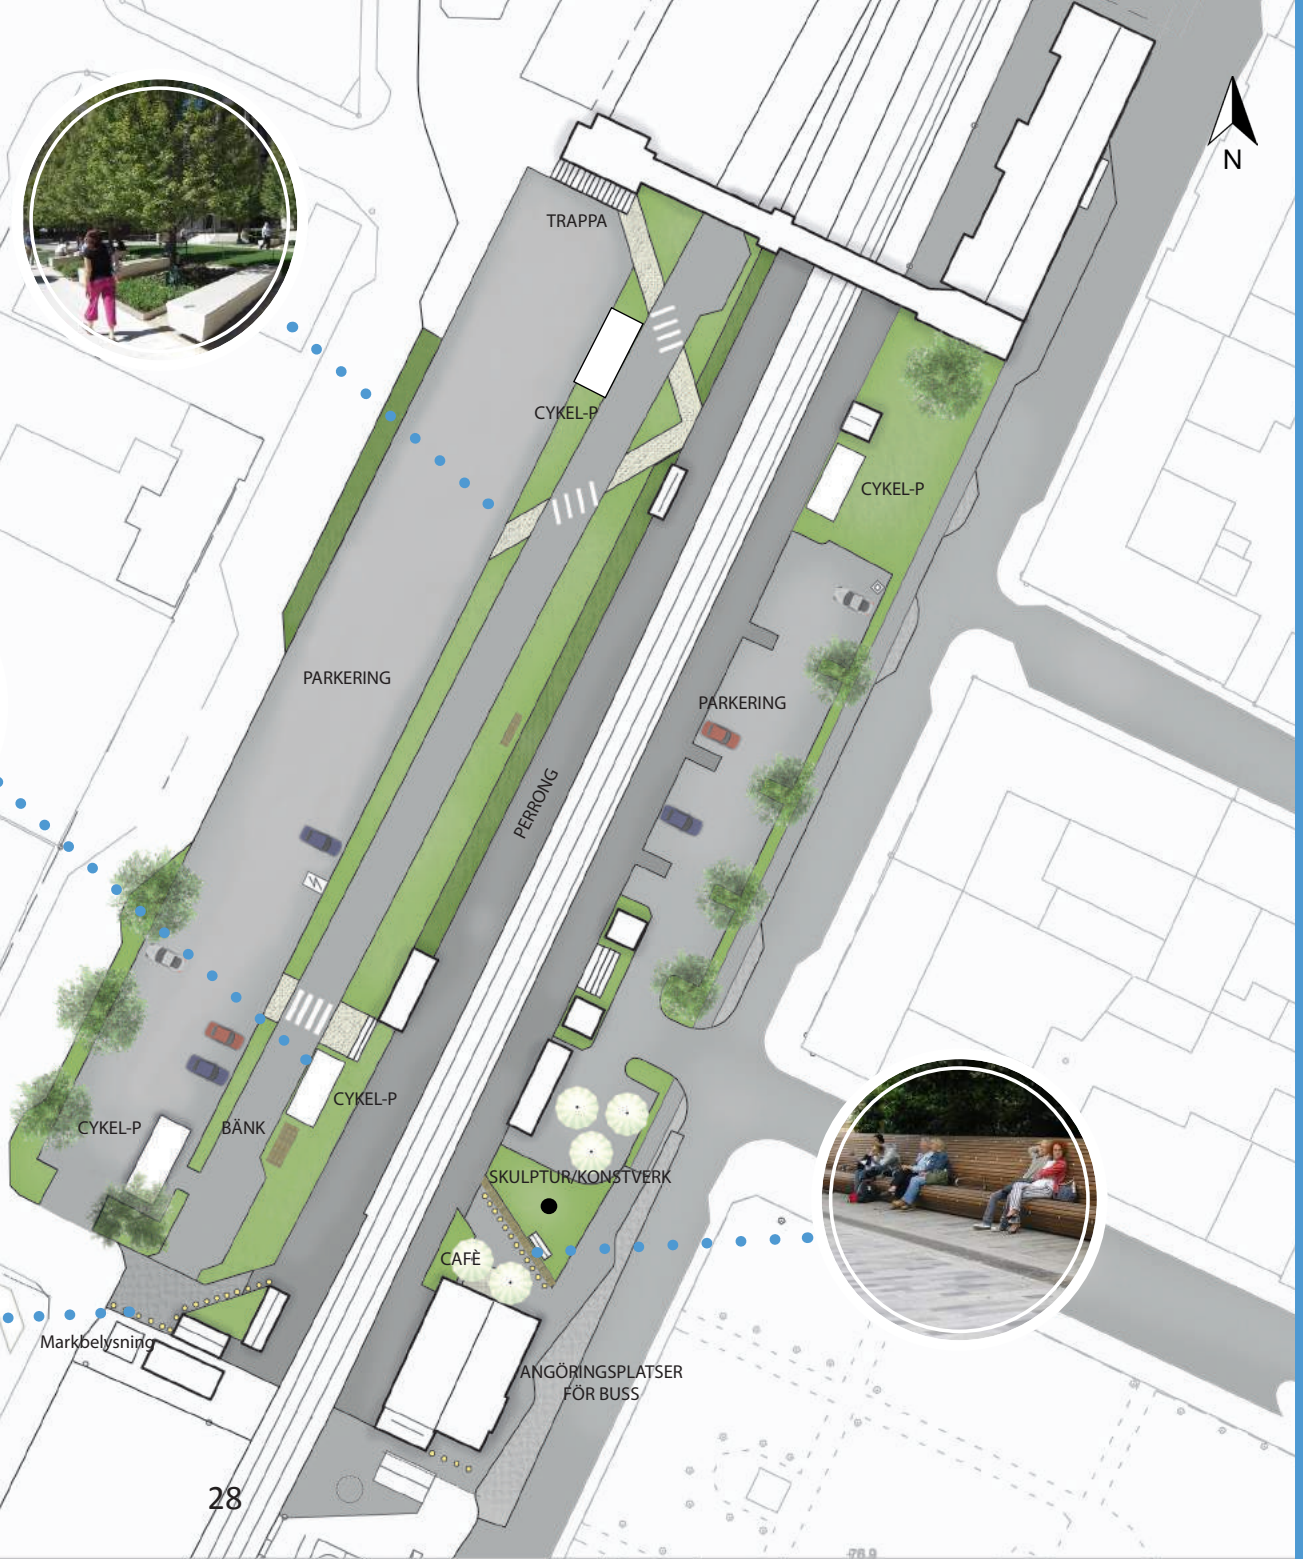 N
TRAPPA
CYKEL-P
CYKEL-P
PARKERING
PARKERING
PERRONG
CYKEL-P
CYKEL-P
BÄNK
SKULPTUR/KONSTVERK
CAFÈ
Markbelysning
ANGÖRINGSPLATSER
FÖR BUSS
28